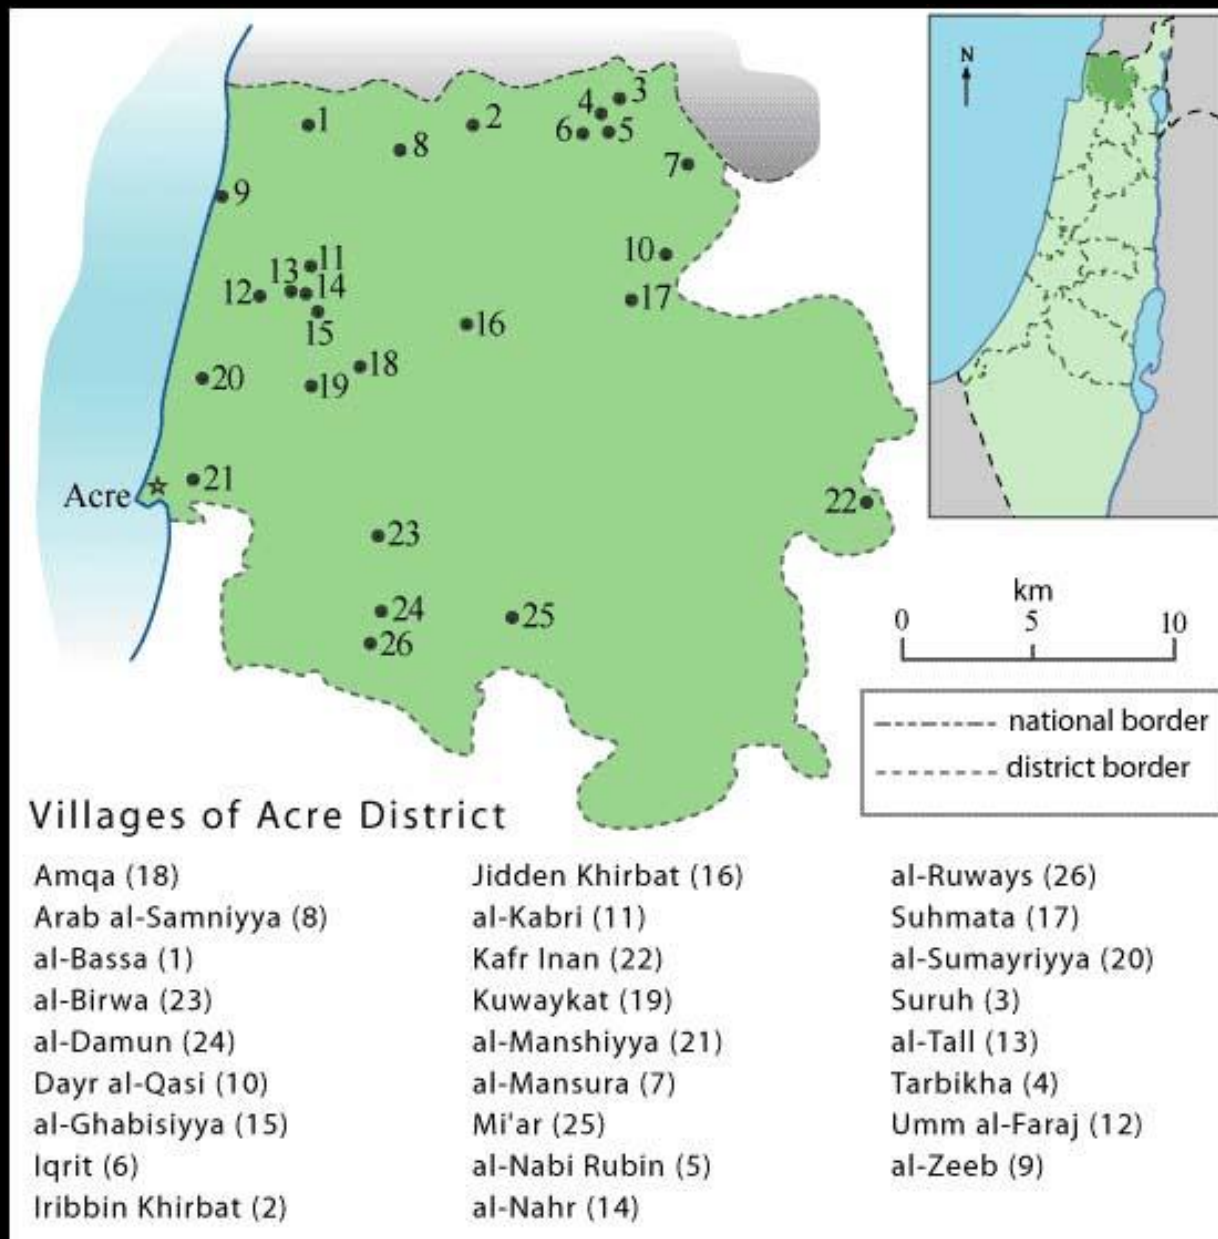 N
1
2
3
4
5
6
7
8
9
10
11
12
13
14
15
16
17
18
19
20
21
Acre
22
23
24
25
26
km
0 5 10
national border
district border
Villages of Acre District
Amqa (18)
Arab al-Samniyya (8)
al-Bassa (1)
al-Birwa (23)
al-Damun (24)
Dayr al-Qasi (10)
al-Ghabisiyya (15)
Iqrit (6)
Iribbin Khirbat (2)
Jidden Khirbat (16)
al-Kabri (11)
Kafr Inan (22)
Kuwaykat (19)
al-Manshiyya (21)
al-Mansura (7)
Mi'ar (25)
al-Nabi Rubin (5)
al-Nahr (14)
al-Ruways (26)
Suhmata (17)
al-Sumayriyya (20)
Suruh (3)
al-Tall (13)
Tarbikha (4)
Umm al-Faraj (12)
al-Zeeb (9)